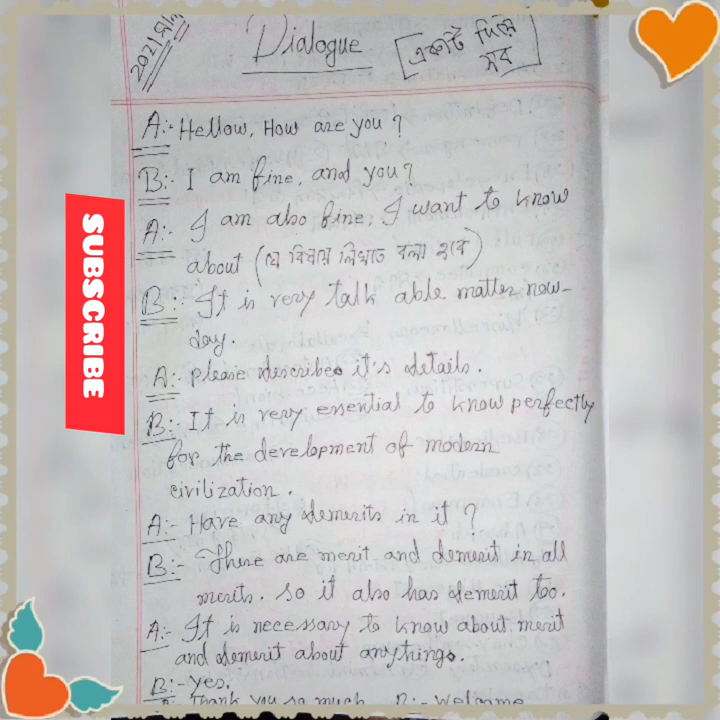 2021
Dialogue
[একটি দিয়ে
সব]
A:- Hellow, How are you?
B:- I am fine, and you?
A:- I am also fine, I want to know
about (যে বিষয়ে লিখতে বলা হবে)
B:- It is very talk able matter now-
day.
A:- Please describe it's details.
B:- It is very essential to know perfectly
for the development of modern
civilization.
A:- Have any demerits in it?
B:- There are merit and demerit in all
merits. So it also has demerit too.
A:- It is necessary to know about merit
and demerit about anythings.
B:- Yes.
Thank you so much B:- Welcome
SUBSCRIBE